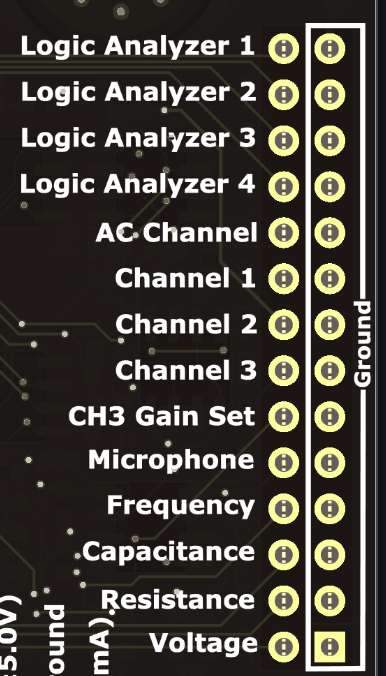 Logic Analyzer 1
Logic Analyzer 2
Logic Analyzer 3
Logic Analyzer 4
AC Channel
Channel 1
Channel 2
Channel 3
CH3 Gain Set
Microphone
Frequency
Capacitance
Resistance
Voltage
Ground
5.0V)
ound
mA)